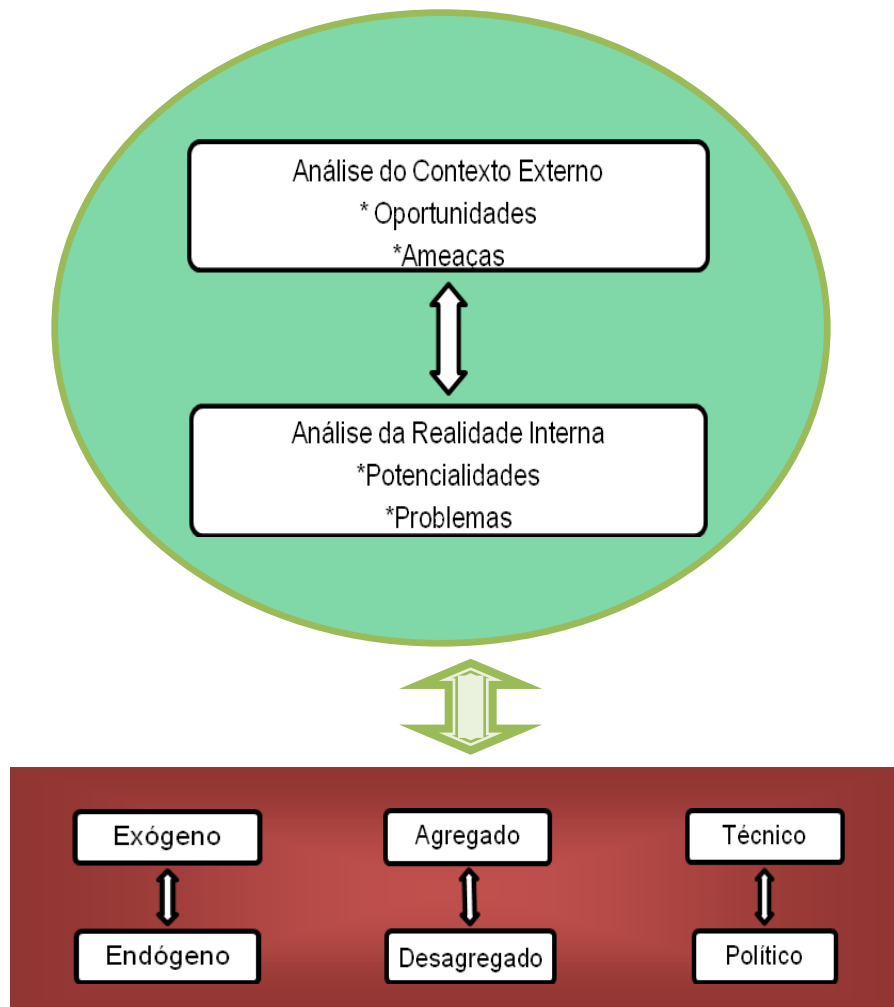 Análise do Contexto Externo
* Oportunidades
*Ameaças
Análise da Realidade Interna
*Potencialidades
*Problemas
Exógeno
Agregado
Técnico
Endógeno
Desagregado
Político